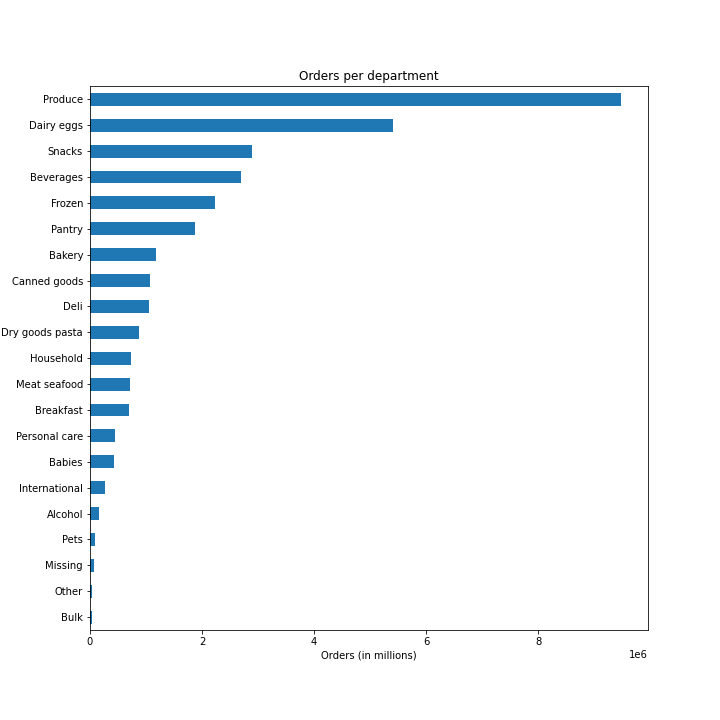 Orders per department
Produce
Dairy eggs
Snacks
Beverages
Frozen
Pantry
Bakery
Canned goods
Deli
Dry goods pasta
Household
Meat seafood
Breakfast
Personal care
Babies
International
Alcohol
Pets
Missing
Other
Bulk
0 2 4 6 8
Orders (in millions) 1e6